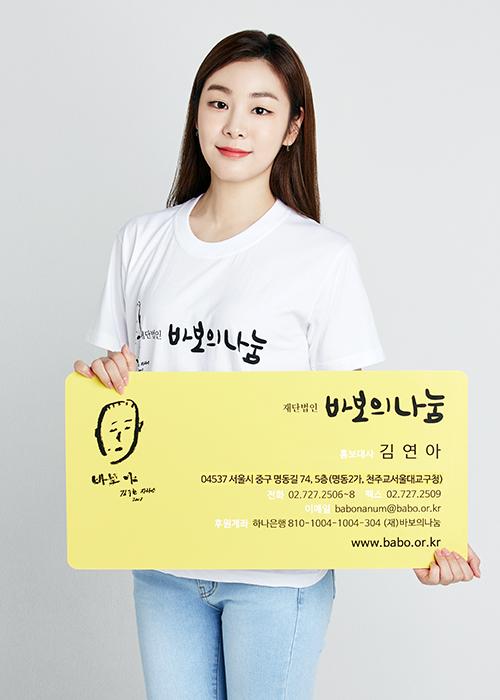 재단법인 바보의나눔
재단법인 바보의나눔
바보야
홍보대사 김연아
04537 서울시 중구 명동길 74, 5층(명동2가, 천주교서울대교구청)
전화 02.727.2506~8 팩스 02.727.2509
이메일 babonanum@babo.or.kr
후원계좌 하나은행 810-1004-1004-304 (재)바보의나눔
www.babo.or.kr